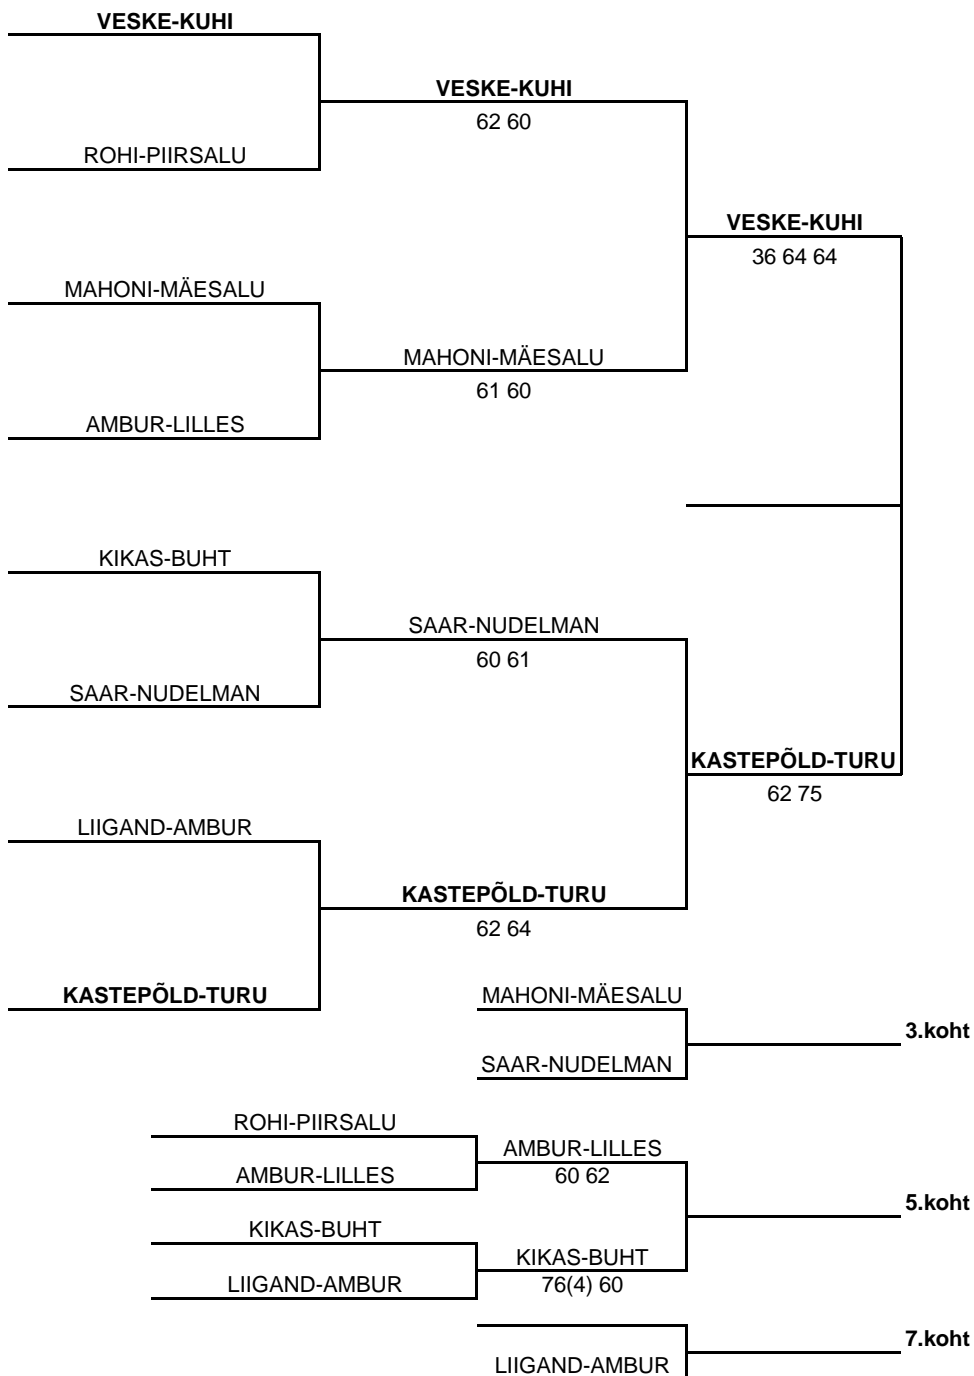 VESKE-KUHI
VESKE-KUHI
62 60
ROHI-PIIRSALU
VESKE-KUHI
36 64 64
MAHONI-MÄESALU
MAHONI-MÄESALU
61 60
AMBUR-LILLES
KIKAS-BUHT
SAAR-NUDELMAN
60 61
SAAR-NUDELMAN
KASTEPÕLD-TURU
62 75
LIIGAND-AMBUR
KASTEPÕLD-TURU
62 64
KASTEPÕLD-TURU
MAHONI-MÄESALU
3.koht
SAAR-NUDELMAN
ROHI-PIIRSALU
AMBUR-LILLES
AMBUR-LILLES
60 62
5.koht
KIKAS-BUHT
KIKAS-BUHT
LIIGAND-AMBUR
76(4) 60
7.koht
LIIGAND-AMBUR